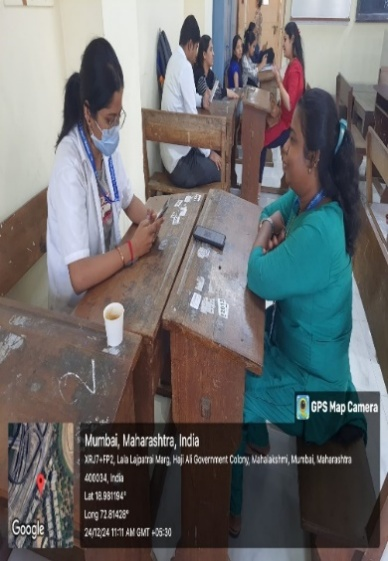 GPS Map Camera
Mumbai, Maharashtra, India
XRJ7+FP2, Lala Lajpatrai Marg, Haji Ali Government Colony, Mahalakshmi, Mumbai, Maharashtra
400034, India
Lat 18.981194°
Long 72.81428°
24/12/24 11:11 AM GMT +05:30
Google